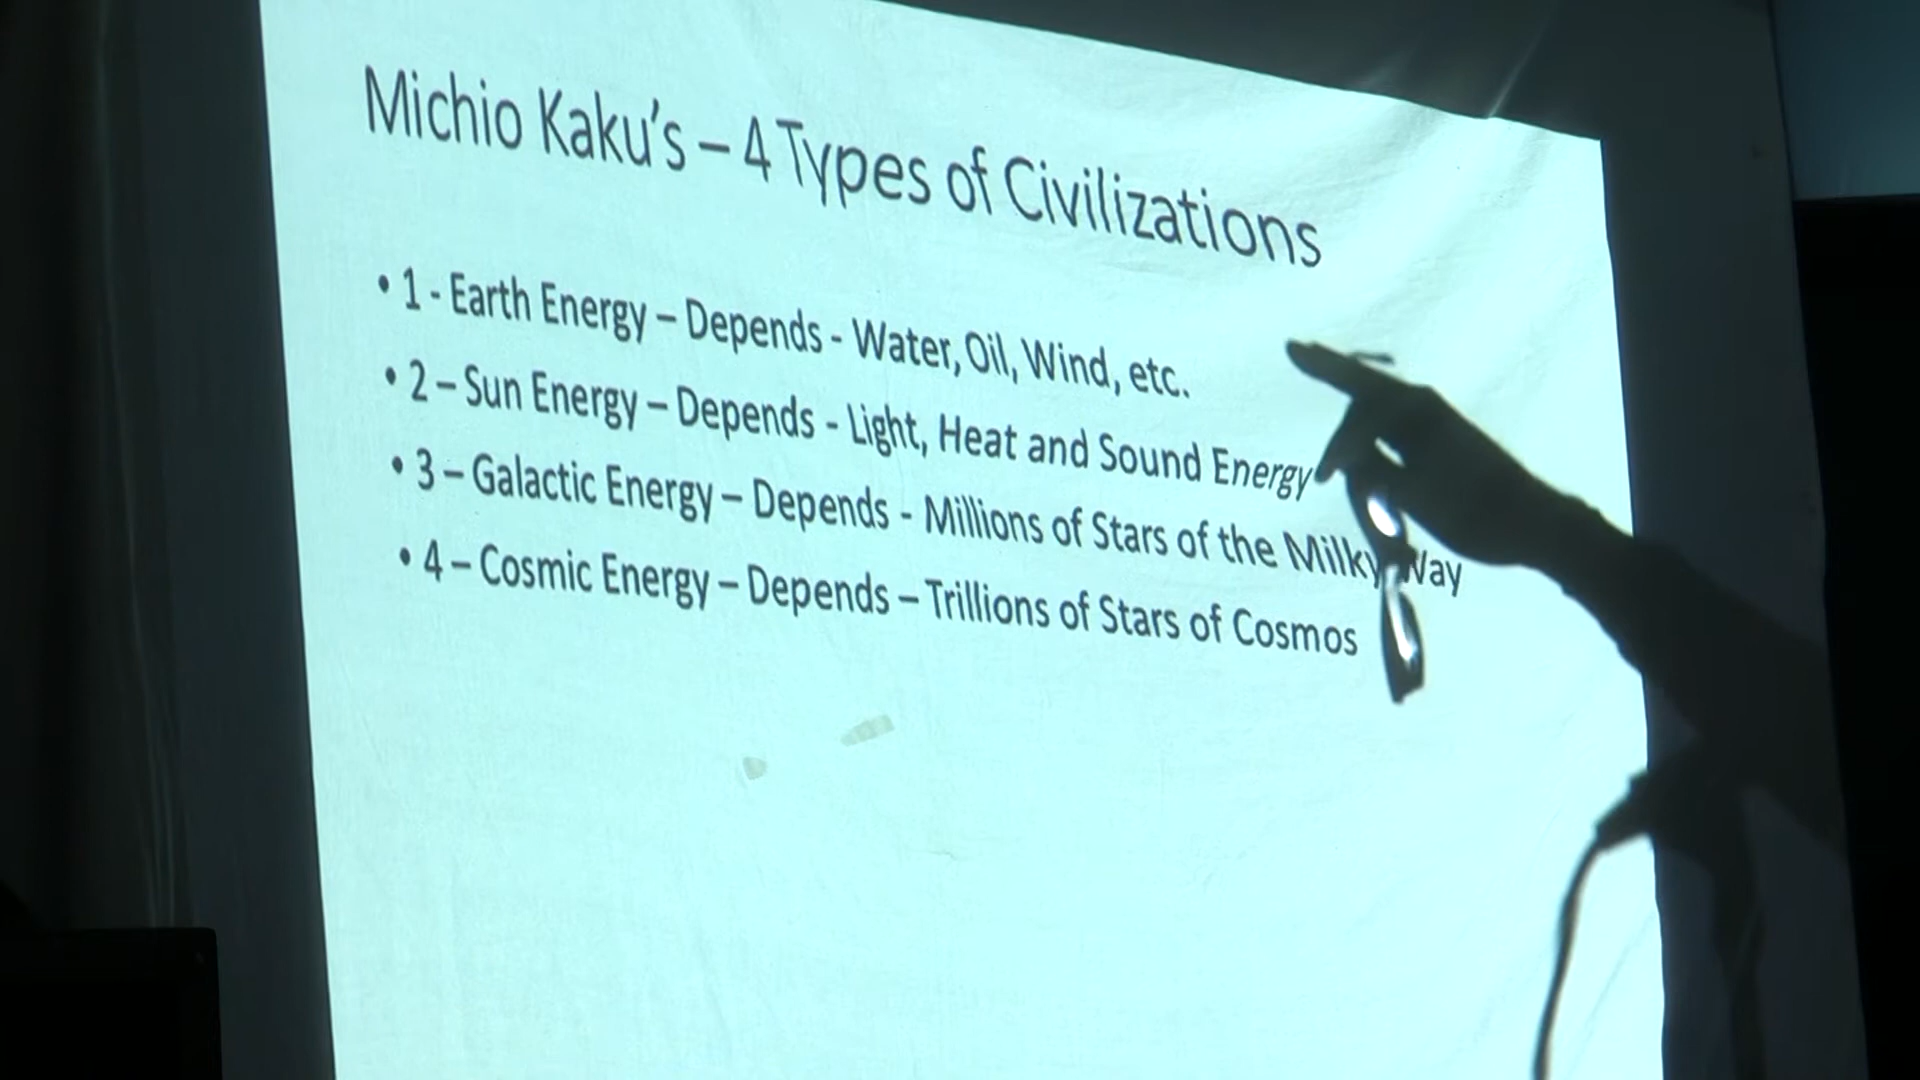 Michio Kaku's – 4 Types of Civilizations
• 1 - Earth Energy – Depends - Water, Oil, Wind, etc.
• 2 – Sun Energy – Depends - Light, Heat and Sound Energy
• 3 – Galactic Energy – Depends - Millions of Stars of the Milky Way
• 4 – Cosmic Energy – Depends – Trillions of Stars of Cosmos